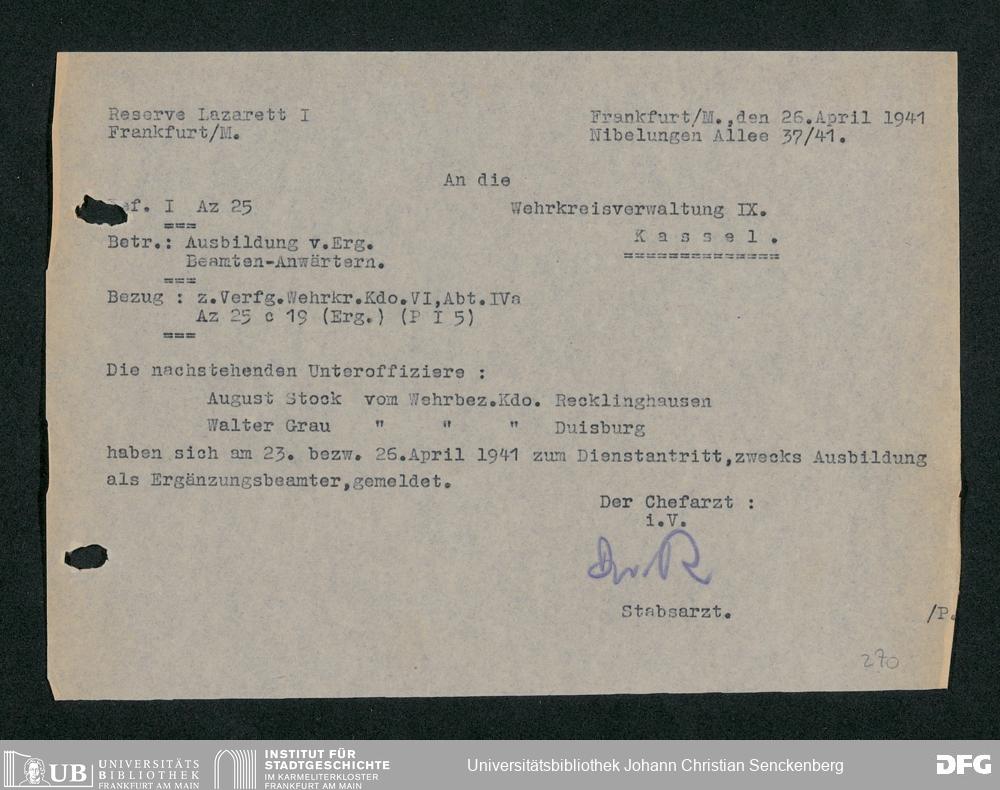 Reserve Lazarett I
Frankfurt/M.
Frankfurt/M.,den 26.April 1941
Nibelungen Allee 37/41.
An die
I Az 25
===
Wehrkreisverwaltung IX.
K a s s e l .
=============
Betr.: Ausbildung v.Erg.
Beamten-Anwärtern.
===
Bezug : z.Verfg.Wehrkr.Kdo.VI,Abt.IVa
Az 25 c 19 (Erg.) (P I 5)
===
Die nachstehenden Unteroffiziere :
August Stock vom Wehrbez.Kdo. Recklinghausen
Walter Grau " " " Duisburg
haben sich am 23. bezw. 26.April 1941 zum Dienstantritt,zwecks Ausbildung
als Ergänzungsbeamter,gemeldet.
Der Chefarzt :
i.V.
Stabsarzt.
/P.
270
UB UNIVERSITÄTS
BIBLIOTHEK
FRANKFURT AM MAIN
INSTITUT FÜR
STADTGESCHICHTE
IM KARMELITERKLOSTER
FRANKFURT AM MAIN
Universitätsbibliothek Johann Christian Senckenberg
DFG